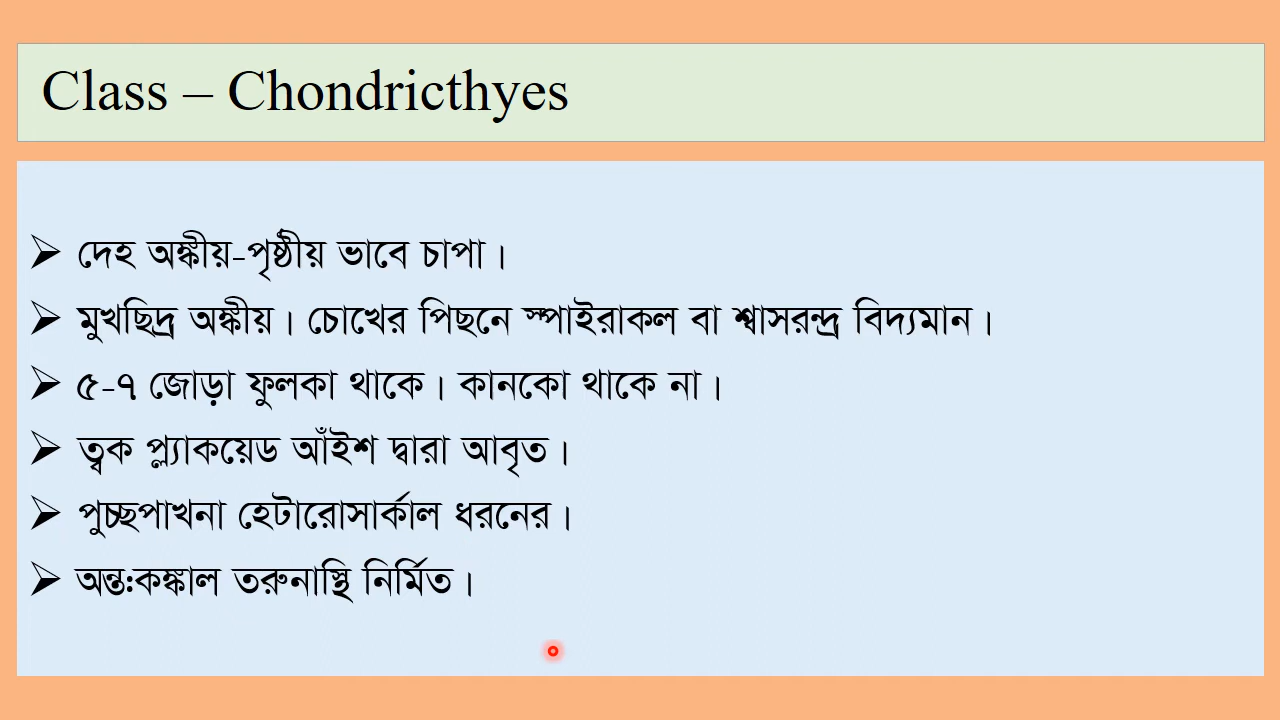 Class – Chondricthyes
➢ দেহ অঙ্কীয়-পৃষ্ঠীয় ভাবে চাপা।
➢ মুখছিদ্র অঙ্কীয়। চোখের পিছনে স্পাইরাকল বা শ্বাসরন্দ্র বিদ্যমান।
➢ ৫-৭ জোড়া ফুলকা থাকে। কানকো থাকে না।
➢ ত্বক প্ল্যাকয়েড আঁইশ দ্বারা আবৃত।
➢ পুচ্ছপাখনা হেটারোসার্কাল ধরনের।
➢ অন্তঃকঙ্কাল তরুনাস্থি নির্মিত।